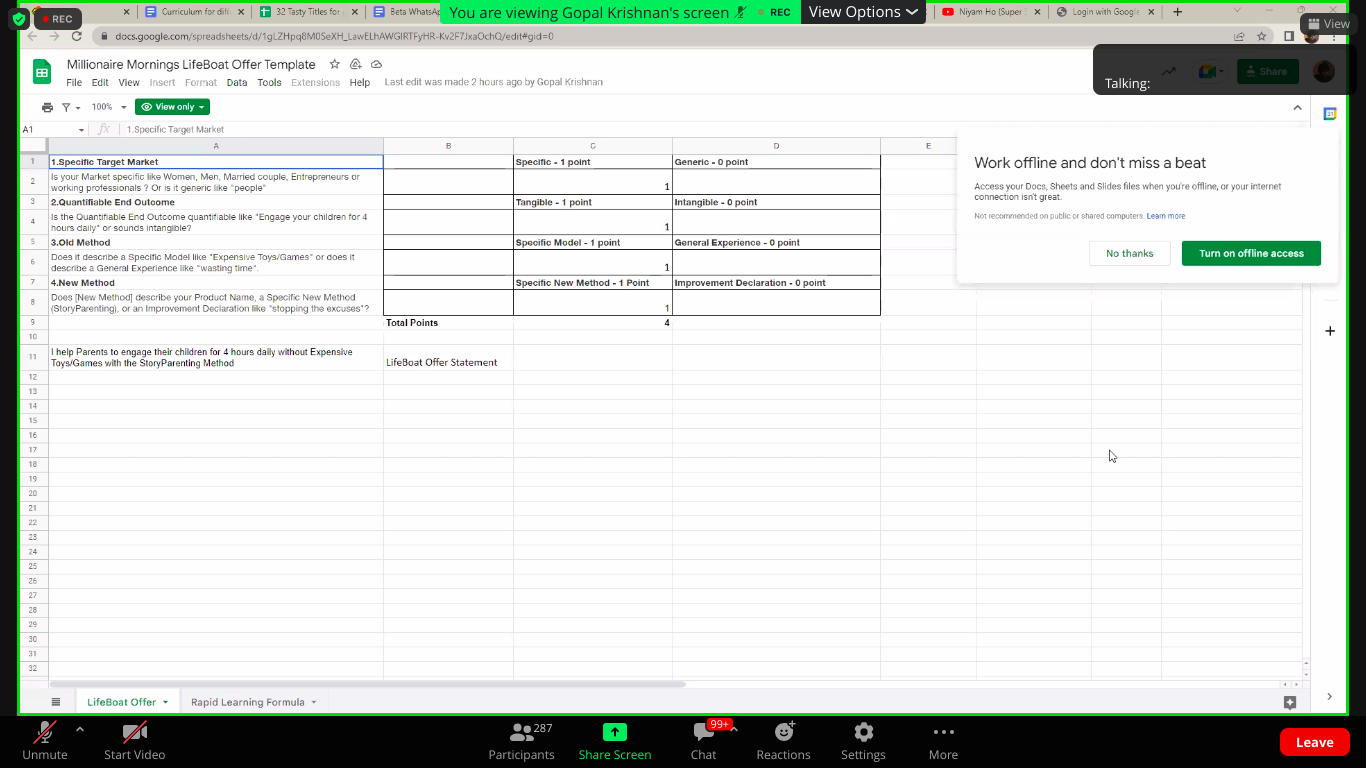 REC
Curriculum for diff
32 Tasty Titles for
Beta WhatsAp
You are viewing Gopal Krishnan's screen
REC
View Options
Niyam Ho (Super
Login with Google
View
docs.google.com/spreadsheets/d/
/edit#gid=0
Millionaire Mornings LifeBoat Offer Template
File Edit View Insert Format Data Tools Extensions Help
Last edit was made 2 hours ago by Gopal Krishnan
Share
Talking:
100%
View only
A1
fx
1.Specific Target Market
A B C D E
1 1.Specific Target Market Specific - 1 point Generic - 0 point
2 Is your Market specific like Women, Men, Married couple, Entrepreneurs or
working professionals ? Or is it generic like "people" 1
3 2.Quantifiable End Outcome Tangible - 1 point Intangible - 0 point
4 Is the Quantifiable End Outcome quantifiable like "Engage your children for 4
hours daily" or sounds intangible? 1
5 3.Old Method Specific Model - 1 point General Experience - 0 point
6 Does it describe a Specific Model like "Expensive Toys/Games" or does it
describe a General Experience like "wasting time". 1
7 4.New Method Specific New Method - 1 Point Improvement Declaration - 0 point
8 Does [New Method] describe your Product Name, a Specific New Method
(StoryParenting), or an Improvement Declaration like "stopping the excuses"? 1
9 Total Points 4
10
11 I help Parents to engage their children for 4 hours daily without Expensive
Toys/Games with the StoryParenting Method LifeBoat Offer Statement
12
13
14
15
16
17
18
19
20
21
22
23
24
25
26
27
28
29
30
31
32
Work offline and don't miss a beat
Access your Docs, Sheets and Slides files when you're offline, or your internet
connection isn't great.
Not recommended on public or shared computers. Learn more
No thanks
Turn on offline access
LifeBoat Offer
Rapid Learning Formula
Unmute
Start Video
287
Participants
Share Screen
99+
Chat
Reactions
Settings
More
Leave